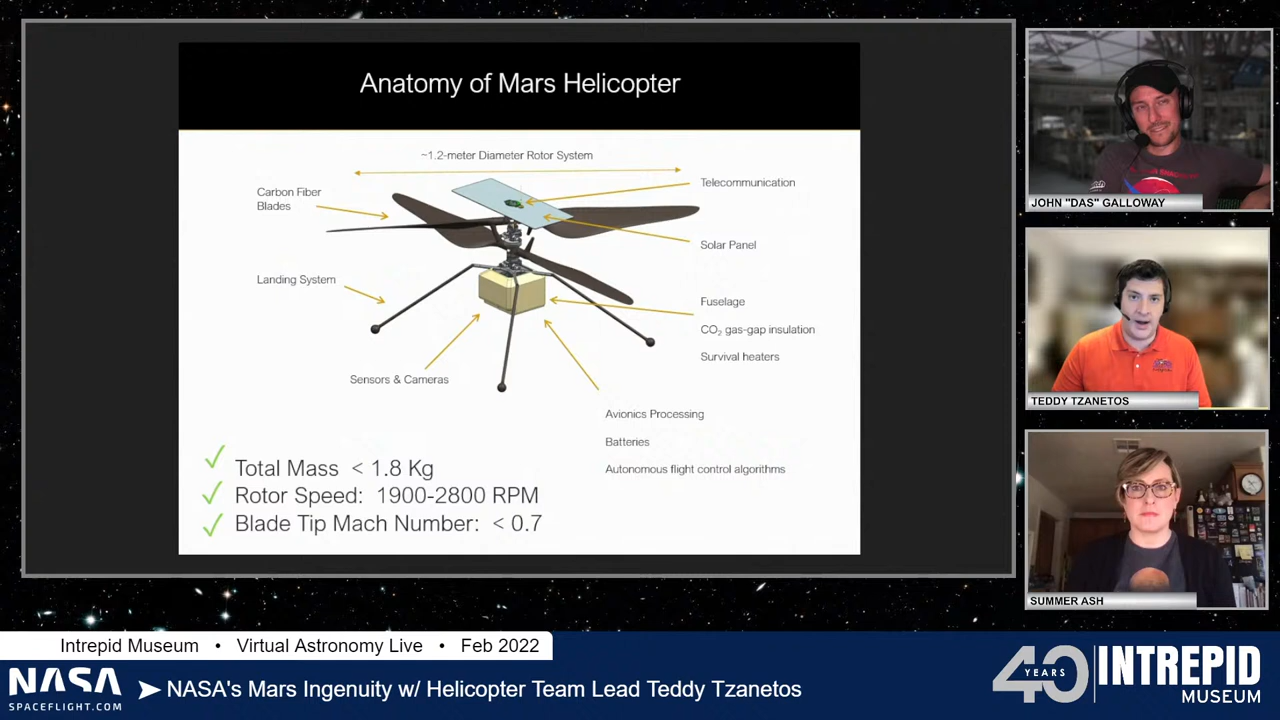 Anatomy of Mars Helicopter
~1.2-meter Diameter Rotor System
Carbon Fiber
Blades
Telecommunication
Solar Panel
Landing System
Fuselage
CO₂ gas-gap insulation
Survival heaters
Sensors & Cameras
Avionics Processing
Batteries
Autonomous flight control algorithms
✓ Total Mass < 1.8 Kg
✓ Rotor Speed: 1900-2800 RPM
✓ Blade Tip Mach Number: < 0.7
JOHN "DAS" GALLOWAY
TEDDY TZANETOS
SUMMER ASH
Intrepid Museum • Virtual Astronomy Live • Feb 2022
NASA
SPACEFLIGHT.COM
NASA's Mars Ingenuity w/ Helicopter Team Lead Teddy Tzanetos
40
YEARS
INTREPID
MUSEUM